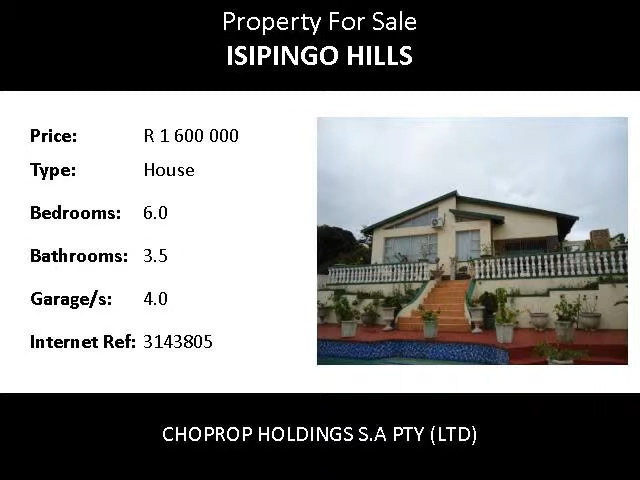 Property For Sale
ISIPINGO HILLS
Price: R 1 600 000
Type: House
Bedrooms: 6.0
Bathrooms: 3.5
Garage/s: 4.0
Internet Ref: 3143805
CHOPROP HOLDINGS S.A PTY (LTD)